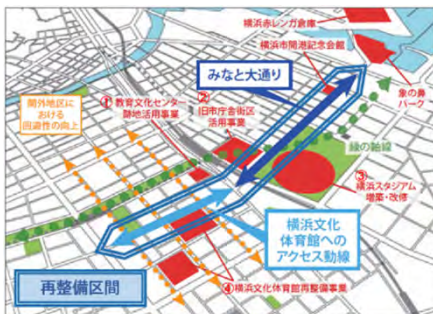 横浜赤レンガ倉庫
横浜市開港記念会館
みなと大通り
象の鼻
パーク
①教育文化センター
跡地活用事業
②
旧市庁舎街区
活用事業
関外地区に
おける
回遊性の向上
緑の軸線
③
横浜スタジアム
増築・改修
横浜文化
体育館への
アクセス動線
再整備区間
④横浜文化体育館再整備事業